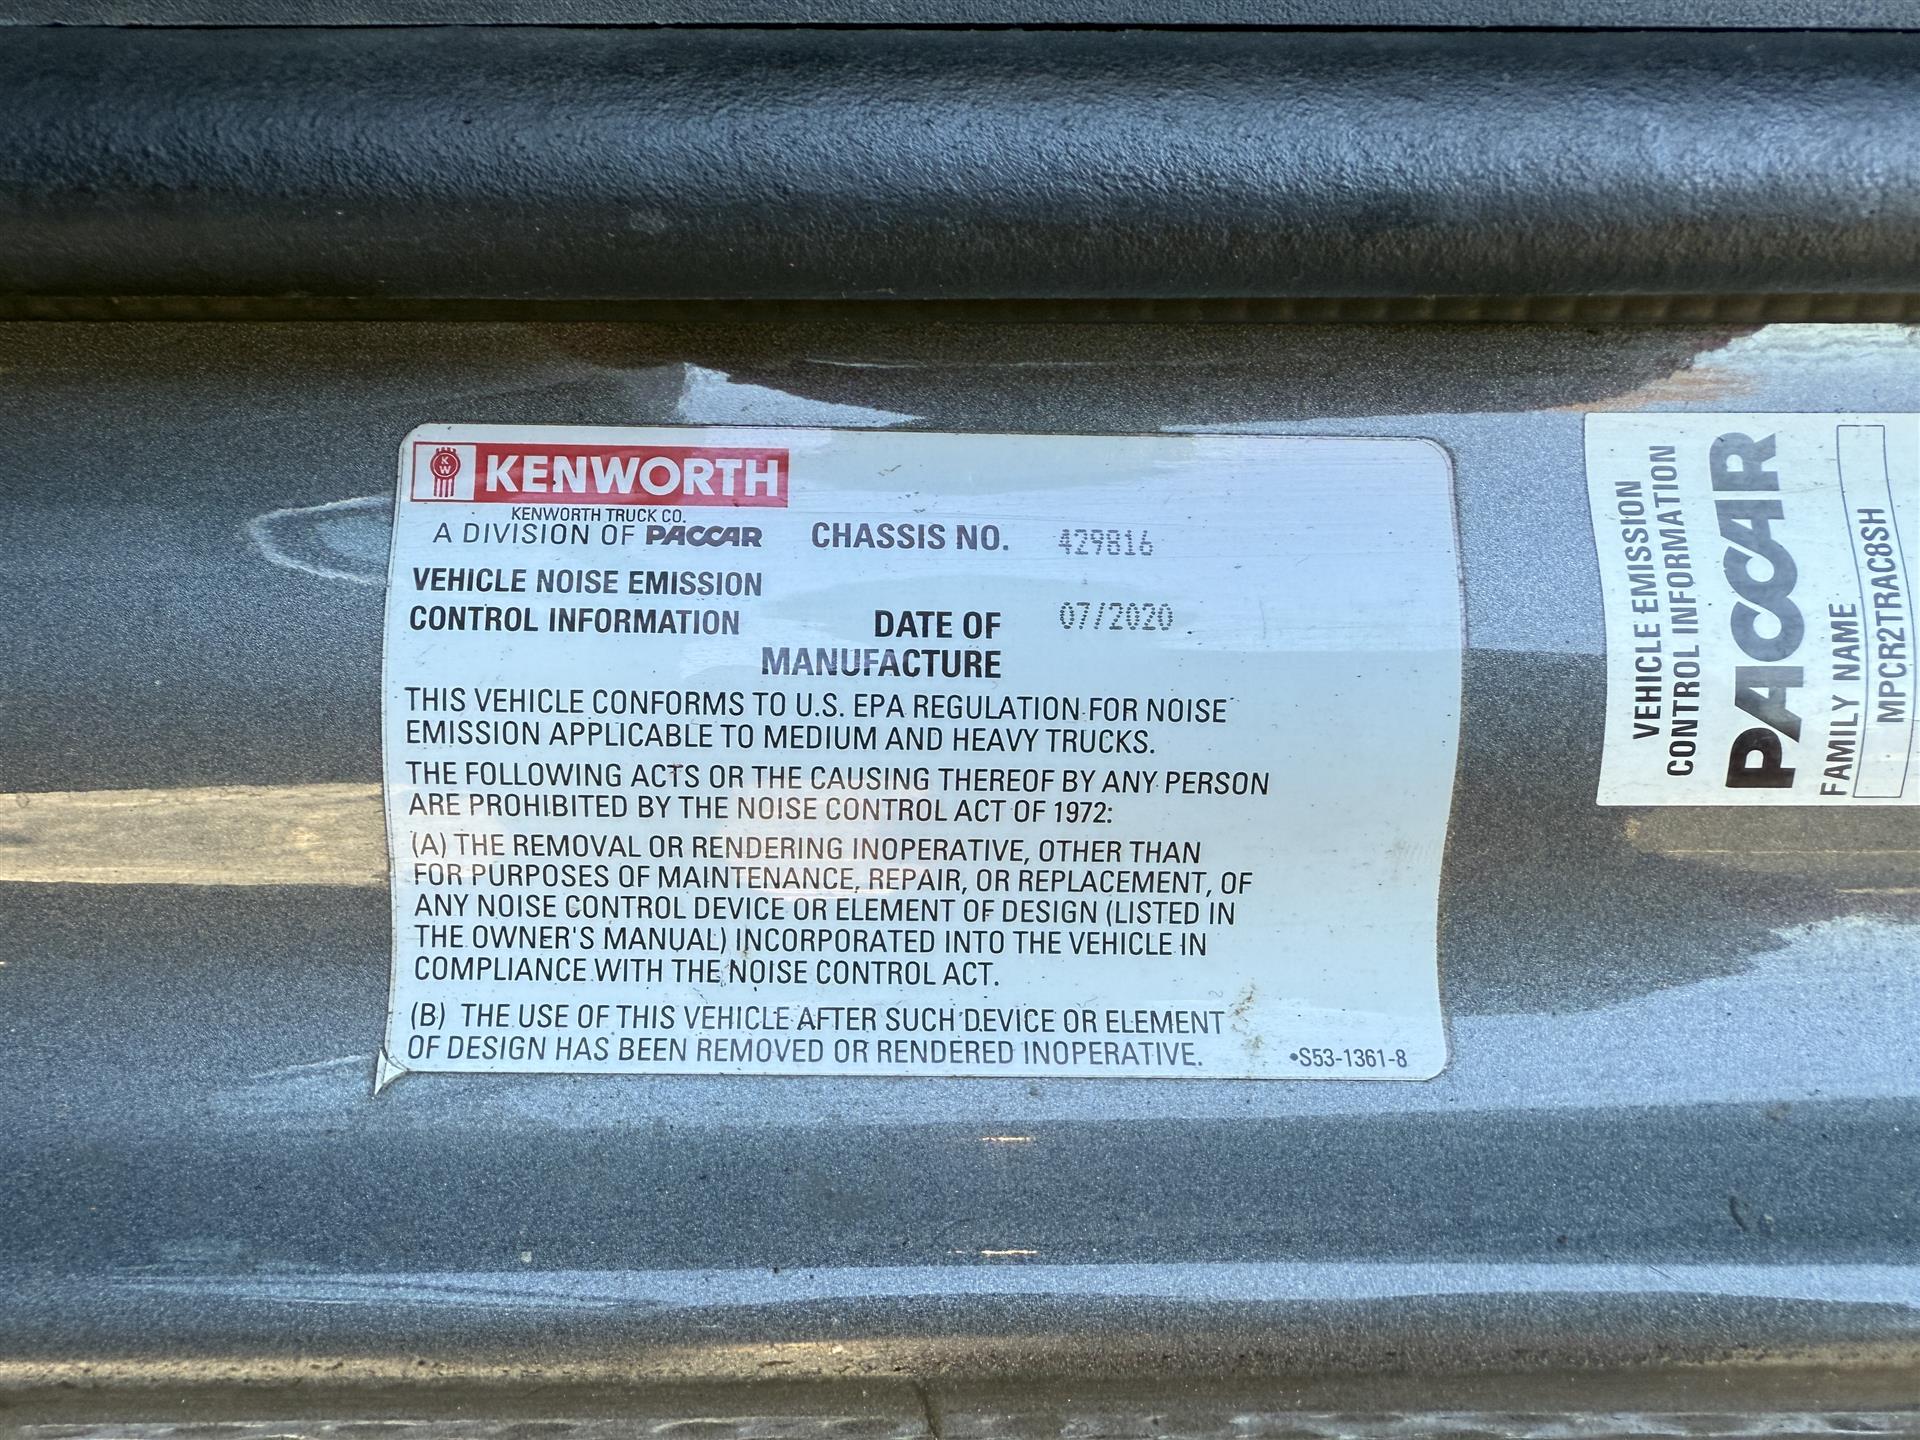 KW KENWORTH
KENWORTH TRUCK CO.
A DIVISION OF PACCAR CHASSIS NO. 429816
VEHICLE NOISE EMISSION
CONTROL INFORMATION
DATE OF
MANUFACTURE
07/2020
THIS VEHICLE CONFORMS TO U.S. EPA REGULATION FOR NOISE
EMISSION APPLICABLE TO MEDIUM AND HEAVY TRUCKS.
THE FOLLOWING ACTS OR THE CAUSING THEREOF BY ANY PERSON
ARE PROHIBITED BY THE NOISE CONTROL ACT OF 1972:
(A) THE REMOVAL OR RENDERING INOPERATIVE, OTHER THAN
FOR PURPOSES OF MAINTENANCE, REPAIR, OR REPLACEMENT, OF
ANY NOISE CONTROL DEVICE OR ELEMENT OF DESIGN (LISTED IN
THE OWNER'S MANUAL) INCORPORATED INTO THE VEHICLE IN
COMPLIANCE WITH THE NOISE CONTROL ACT.
(B) THE USE OF THIS VEHICLE AFTER SUCH DEVICE OR ELEMENT
OF DESIGN HAS BEEN REMOVED OR RENDERED INOPERATIVE.
•S53-1361-8
VEHICLE EMISSION
CONTROL INFORMATION
PACCAR
FAMILY NAME
MPCR2TRAC8SH